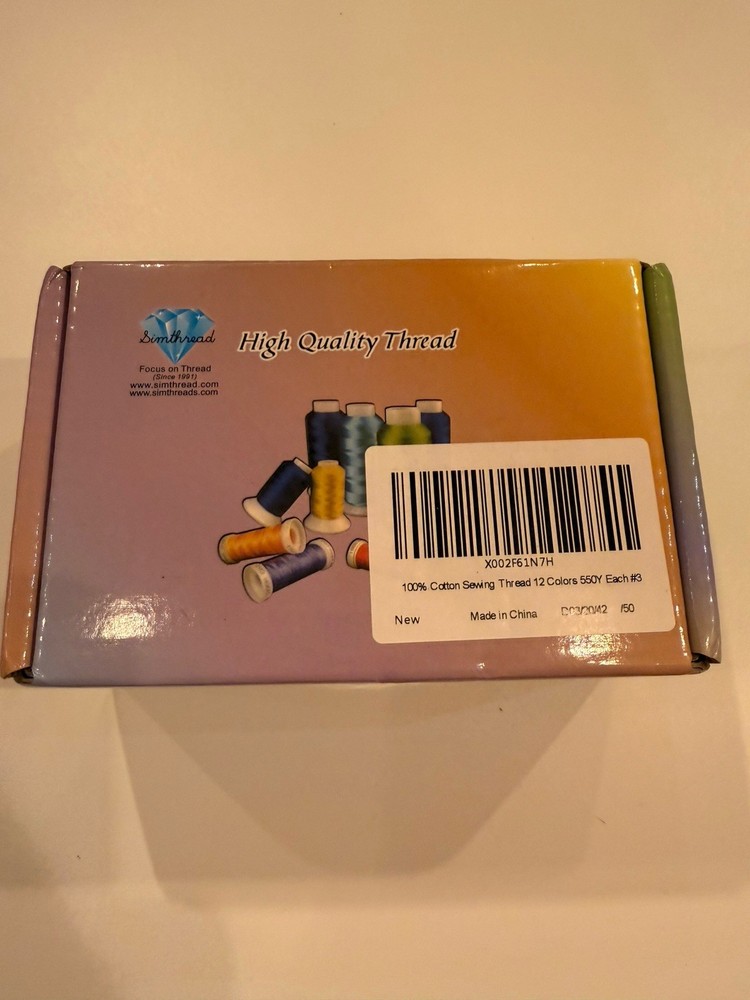 Simthread
Focus on Thread
(Since 1991)
www.simthread.com
www.simthreads.com
High Quality Thread
X002F61N7H
100% Cotton Sewing Thread 12 Colors 550Y Each #3
New
Made in China
/50